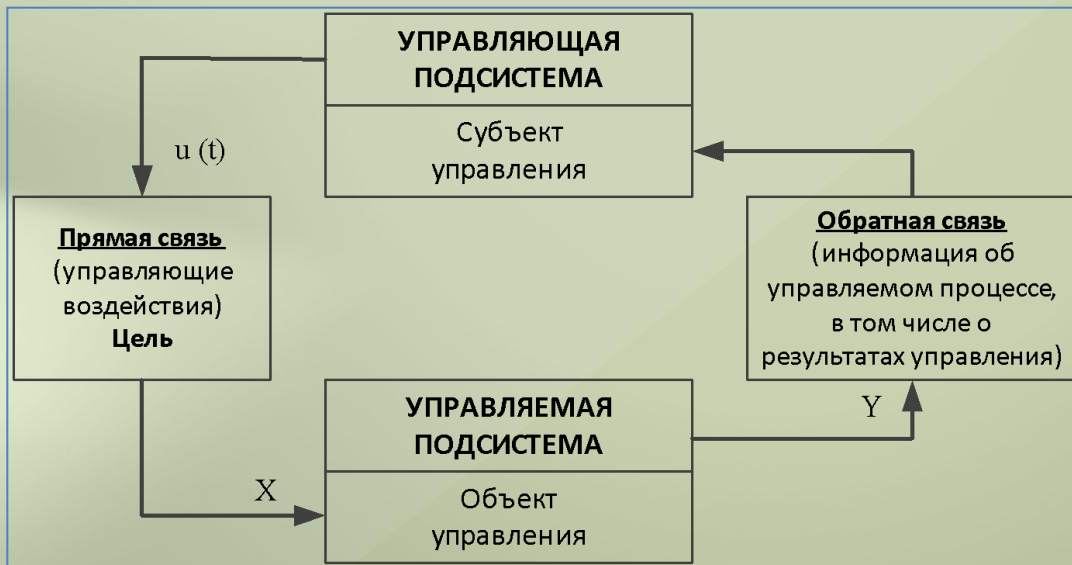 УПРАВЛЯЮЩАЯ
ПОДСИСТЕМА
Субъект
управления
u (t)
Прямая связь
(управляющие
воздействия)
Цель
Обратная связь
(информация об
управляемом процессе,
в том числе о
результатах управления)
УПРАВЛЯЕМАЯ
ПОДСИСТЕМА
Объект
управления
X
Y